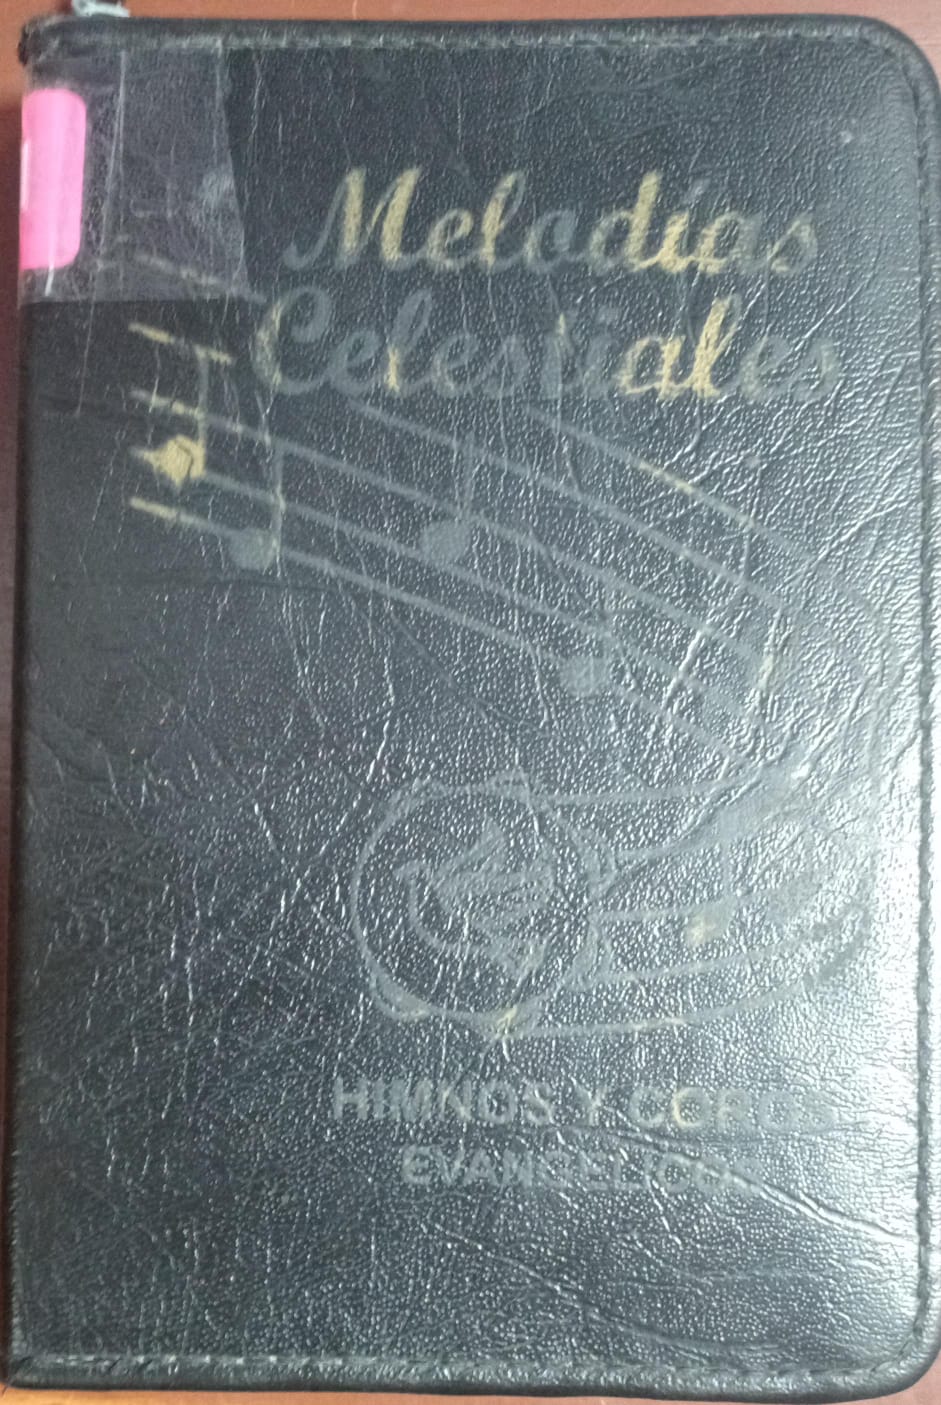 Melodías
Celestiales
HIMNOS Y COROS
EVANGELICOS